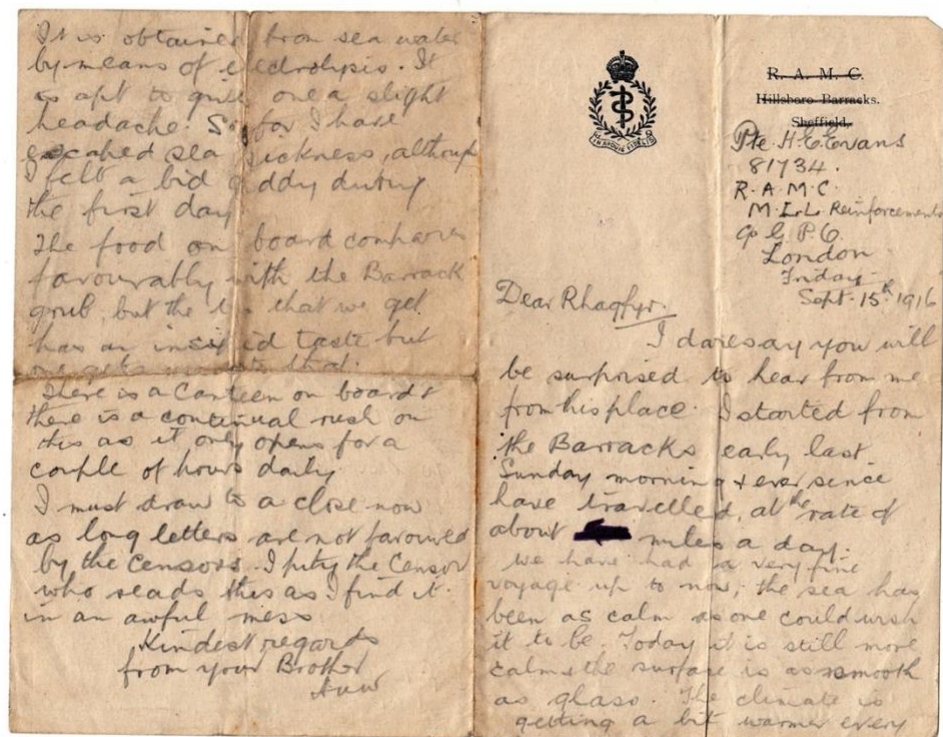 IN ARDUIS FIDELIS
R. A. M. C.
Hillsboro Barracks.
Sheffield.
Pte H.E. Evans
81734.
R.A.M.C.
M.L.L. Reinforcements
℅ G.P.O.
London.
Friday
Sept. 15th 1916
Dear Rhagfyr.
I daresay you will
be surprised to hear from me
from this place. I started from
the Barracks early last
Sunday morning & ever since
have travelled, at the rate of
about miles a day.
we have had a very fine
voyage up to now, the sea has
been as calm as one could wish
it to be. Today it is still more
calm & the surface is as smooth
as glass. The climate is
getting a bit warmer every
It is obtained from sea water
by means of electrolysis. It
is apt to give one a slight
headache. So far I have
escaped sea sickness, although
I felt a bid giddy during
the first day
The food on board compares
favourably with the Barrack
grub, but the that we get
has an insipid taste but
that.
There is a Canteen on board &
there is a continual rush on
this as it only opens for a
couple of hours daily
I must draw to a close now
as long letters are not favoured
by the Censors. I pity the Censor
who reads this as I find it
in an awful mess
Kindest regards
from your Brother
Huw